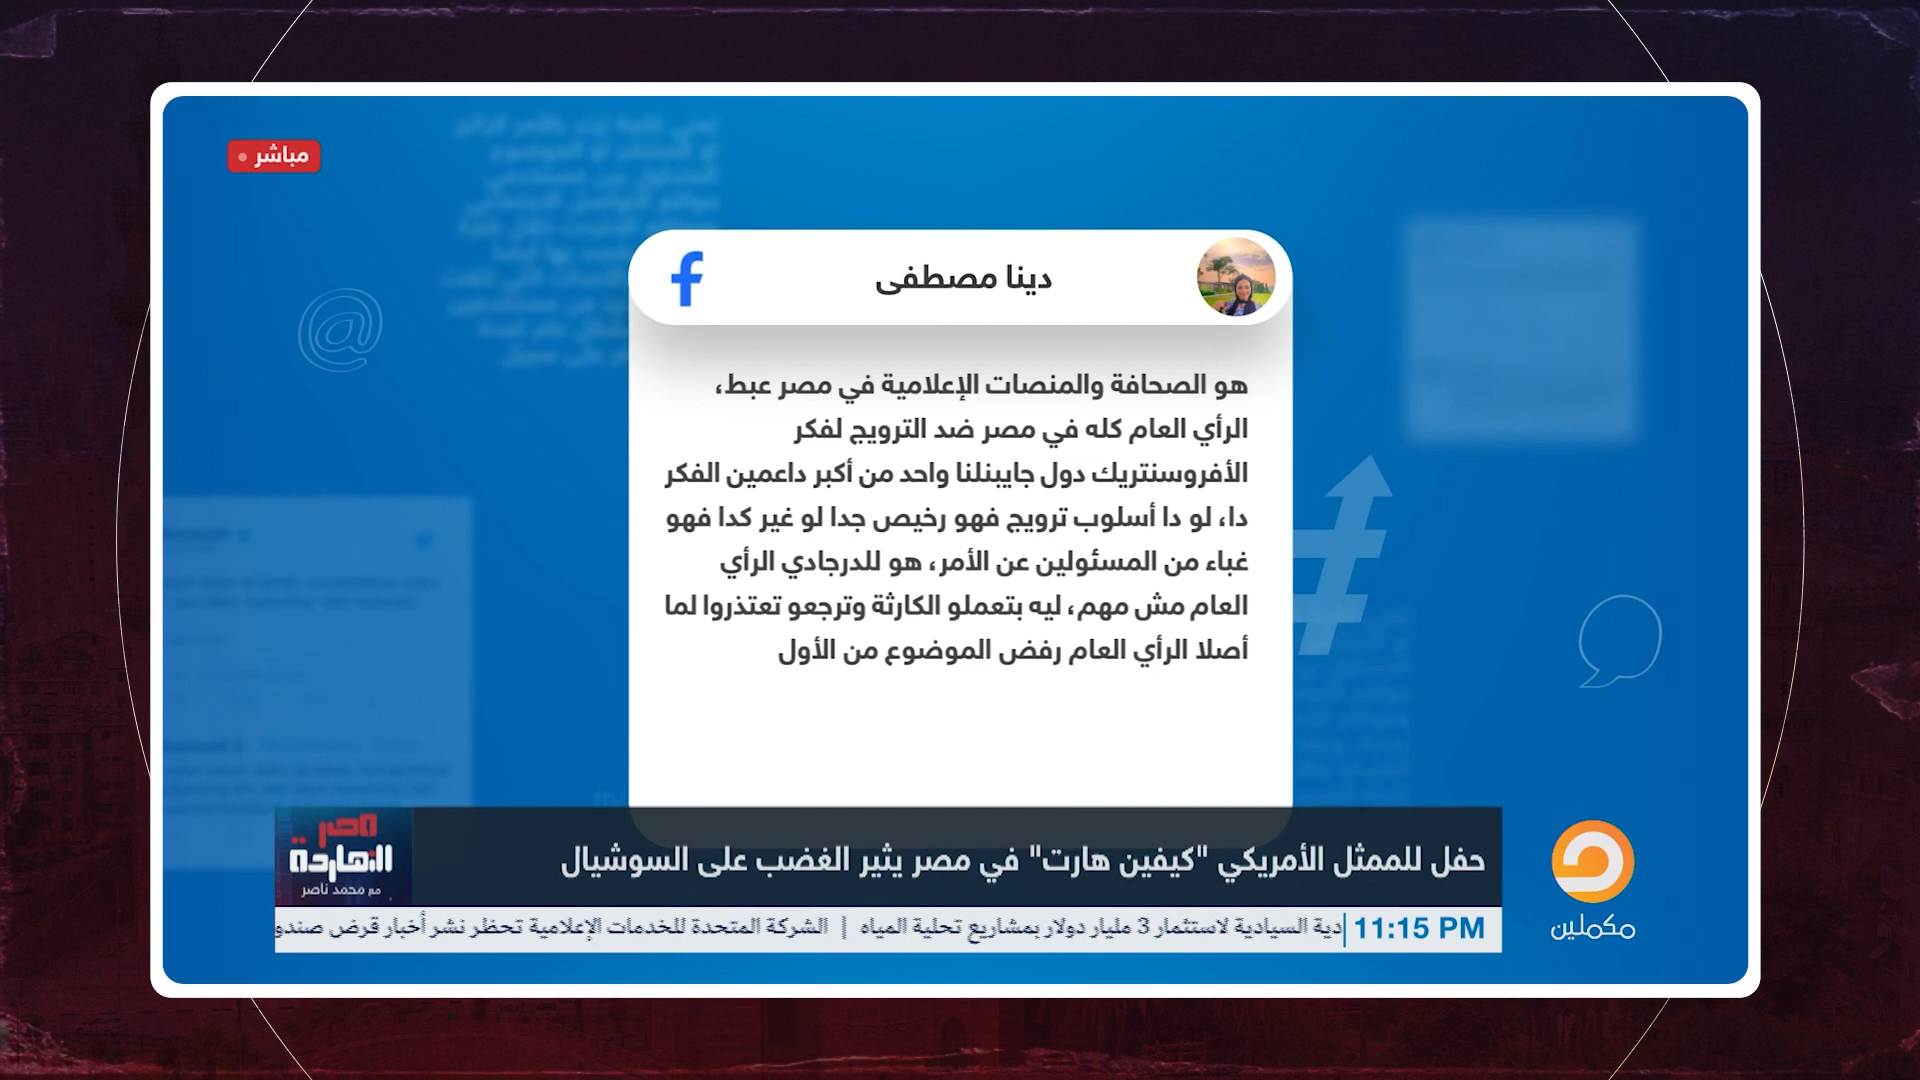 مباشر
دينا مصطفى
هو الصحافة والمنصات الإعلامية في مصر عبط،
الرأي العام كله في مصر ضد الترويج لفكر
الأفروسنتريك دول جايبنلنا واحد من أكبر داعمين الفكر
دا، لو دا أسلوب ترويج فهو رخيص جدا لو غير كدا فهو
غباء من المسئولين عن الأمر، هو للدرجادي الرأي
العام مش مهم، ليه بتعملو الكارثة وترجعو تعتذروا لما
أصلا الرأي العام رفض الموضوع من الأول
حفل للممثل الأمريكي "كيفين هارت" في مصر يثير الغضب على السوشيال
مصر
النهاردة
مع محمد ناصر
11:15 PM
دية السيادية لاستثمار 3 مليار دولار بمشاريع تحلية المياه | الشركة المتحدة للخدمات الإعلامية تحظر نشر أخبار قرض صندو
مكملين